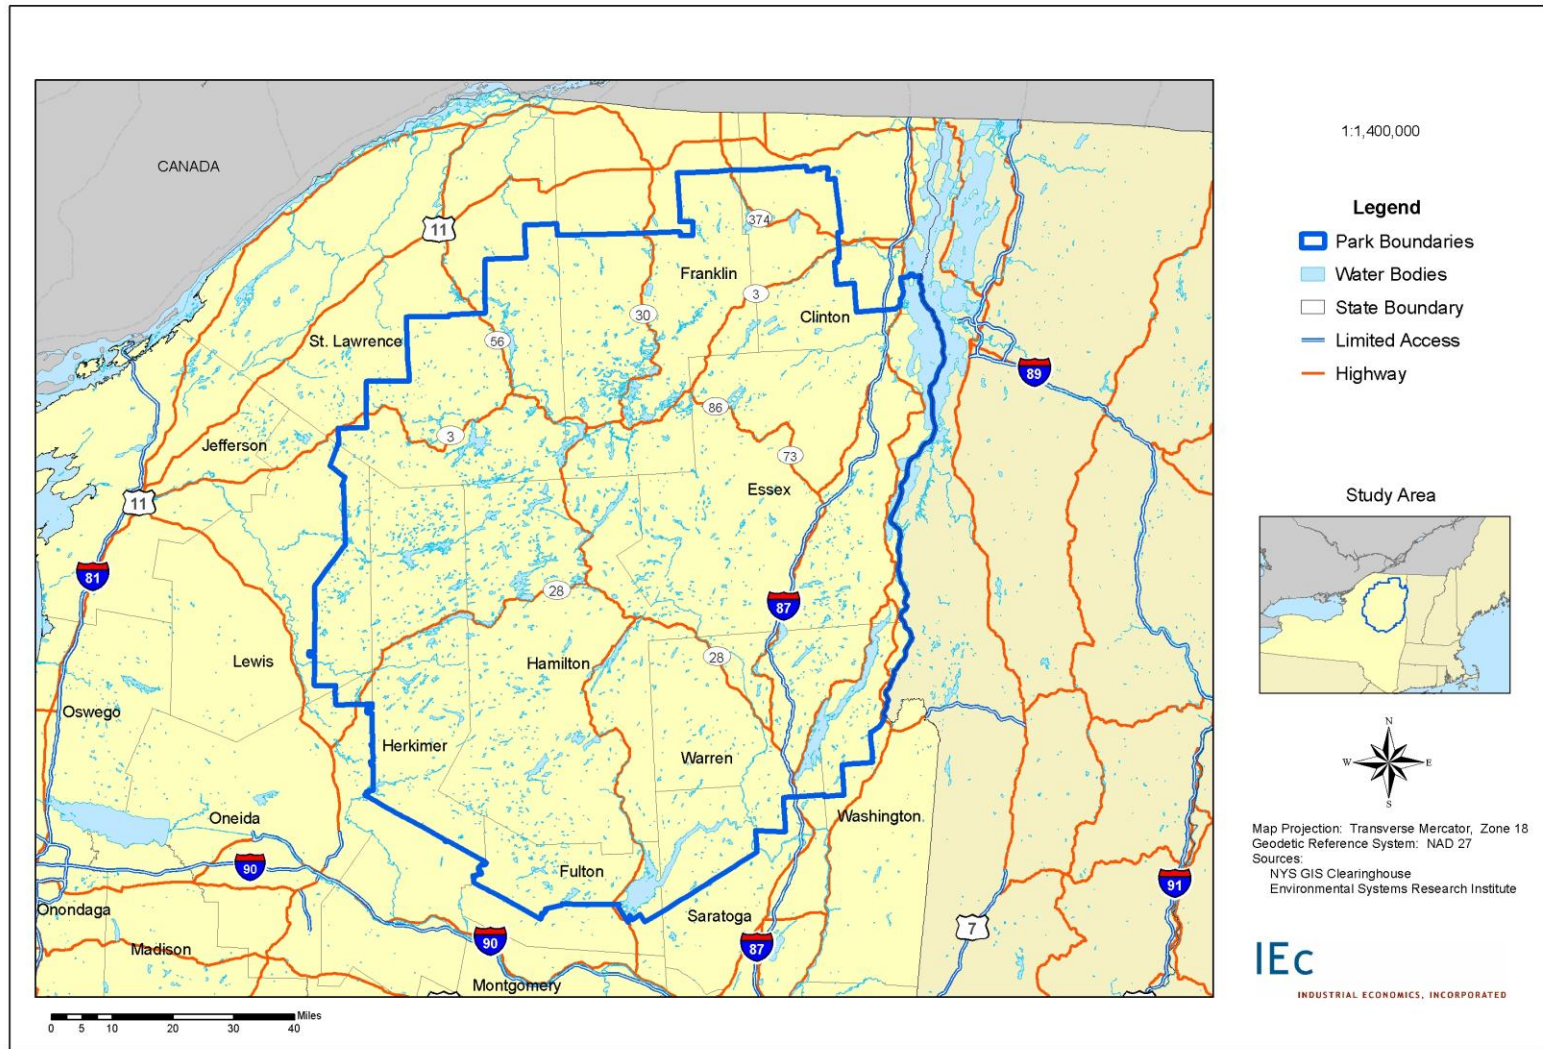 CANADA
11
374
Franklin
3
Clinton
30
St. Lawrence
56
89
86
3
Jefferson
73
Essex
11
81
28
87
Lewis
Hamilton
28
Oswego
Herkimer
Warren
Oneida
Washington
90
Fulton
91
Onondaga
Saratoga
7
Madison
90
87
Montgomery
Miles
0 5 10 20 30 40
1:1,400,000
Legend
Park Boundaries
Water Bodies
State Boundary
Limited Access
Highway
Study Area
N
W E
S
Map Projection: Transverse Mercator, Zone 18
Geodetic Reference System: NAD 27
Sources:
NYS GIS Clearinghouse
Environmental Systems Research Institute
IEc
INDUSTRIAL ECONOMICS, INCORPORATED